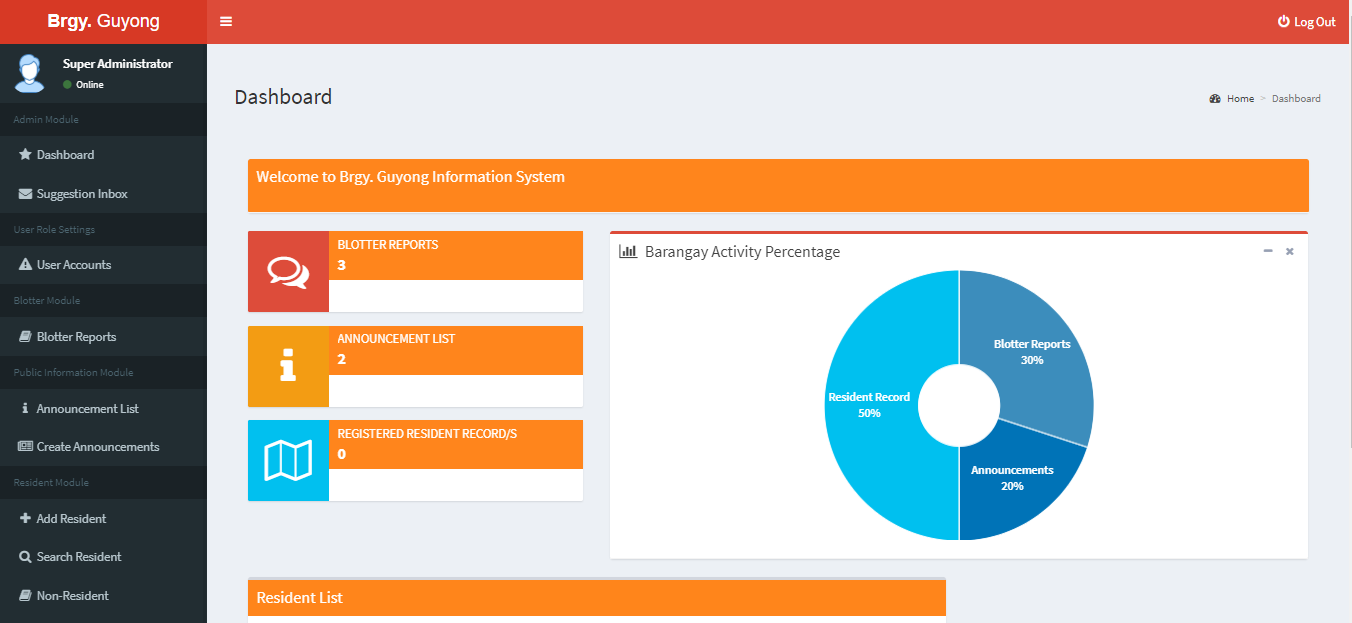 Brgy. Guyong
Log Out
Super Administrator
Online
Admin Module
Dashboard
Suggestion Inbox
User Role Settings
User Accounts
Blotter Module
Blotter Reports
Public Information Module
Announcement List
Create Announcements
Resident Module
Add Resident
Search Resident
Non-Resident
Dashboard
Home > Dashboard
Welcome to Brgy. Guyong Information System
BLOTTER REPORTS
3
ANNOUNCEMENT LIST
2
REGISTERED RESIDENT RECORD/S
0
Barangay Activity Percentage
Blotter Reports
30%
Resident Record
50%
Announcements
20%
Resident List